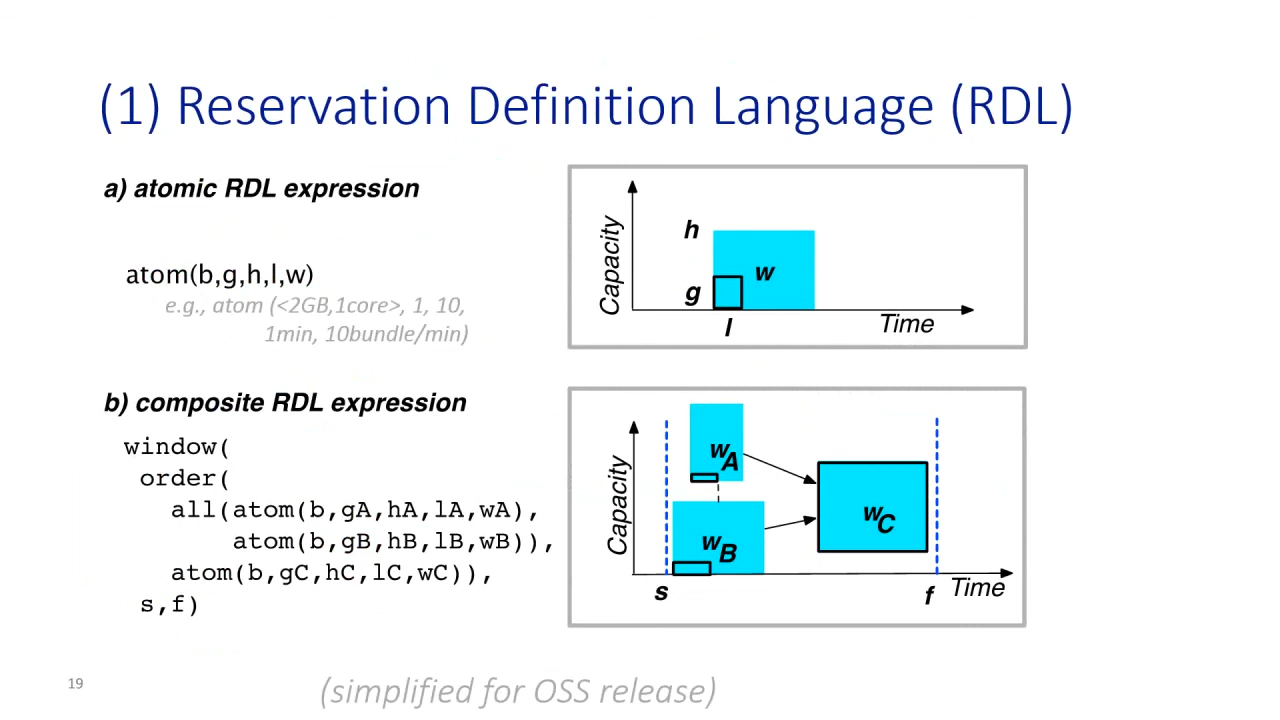 (1) Reservation Definition Language (RDL)
a) atomic RDL expression
atom(b,g,h,l,w)
e.g., atom (<2GB,1core>, 1, 10,
1min, 10bundle/min)
Capacity
h
g
w
l
Time
b) composite RDL expression
window(
order(
all(atom(b,gA,hA,lA,wA),
atom(b,gB,hB,lB,wB)),
atom(b,gC,hC,lC,wC)),
s,f)
Capacity
wA
wB
wC
s
f
Time
19
(simplified for OSS release)